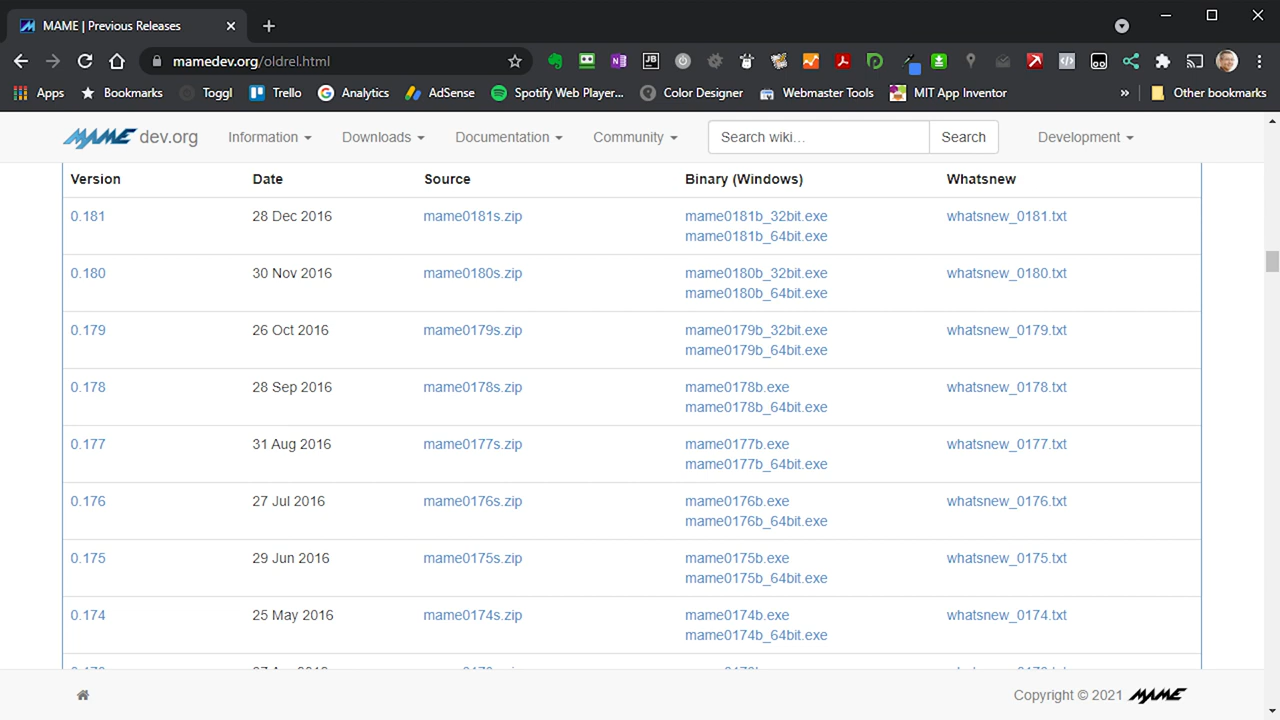 MAME | Previous Releases
mamedev.org/oldrel.html
Apps Bookmarks Toggl Trello Analytics AdSense Spotify Web Player... Color Designer Webmaster Tools MIT App Inventor » Other bookmarks
MAME dev.org Information Downloads Documentation Community Search wiki... Search Development
Version Date Source Binary (Windows) Whatsnew
0.181 28 Dec 2016 mame0181s.zip mame0181b_32bit.exe whatsnew_0181.txt
mame0181b_64bit.exe
0.180 30 Nov 2016 mame0180s.zip mame0180b_32bit.exe whatsnew_0180.txt
mame0180b_64bit.exe
0.179 26 Oct 2016 mame0179s.zip mame0179b_32bit.exe whatsnew_0179.txt
mame0179b_64bit.exe
0.178 28 Sep 2016 mame0178s.zip mame0178b.exe whatsnew_0178.txt
mame0178b_64bit.exe
0.177 31 Aug 2016 mame0177s.zip mame0177b.exe whatsnew_0177.txt
mame0177b_64bit.exe
0.176 27 Jul 2016 mame0176s.zip mame0176b.exe whatsnew_0176.txt
mame0176b_64bit.exe
0.175 29 Jun 2016 mame0175s.zip mame0175b.exe whatsnew_0175.txt
mame0175b_64bit.exe
0.174 25 May 2016 mame0174s.zip mame0174b.exe whatsnew_0174.txt
mame0174b_64bit.exe
Copyright © 2021 MAME